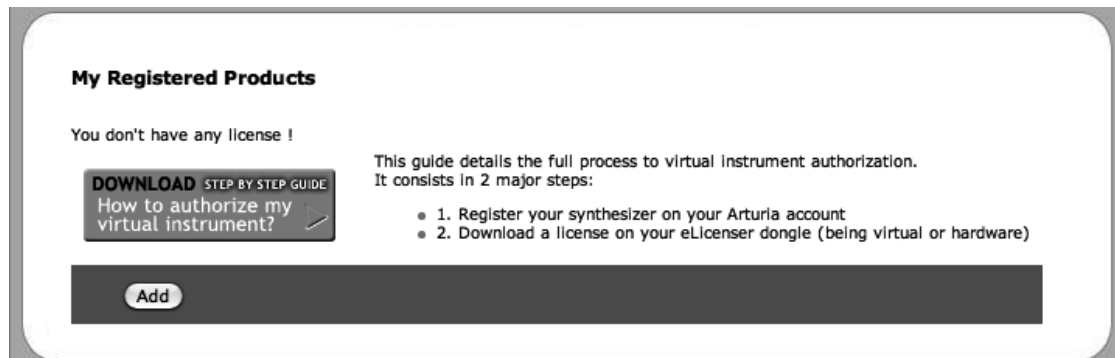 My Registered Products
You don't have any license !
DOWNLOAD STEP BY STEP GUIDE
How to authorize my
virtual instrument?
This guide details the full process to virtual instrument authorization.
It consists in 2 major steps:
1. Register your synthesizer on your Arturia account
2. Download a license on your eLicenser dongle (being virtual or hardware)
Add